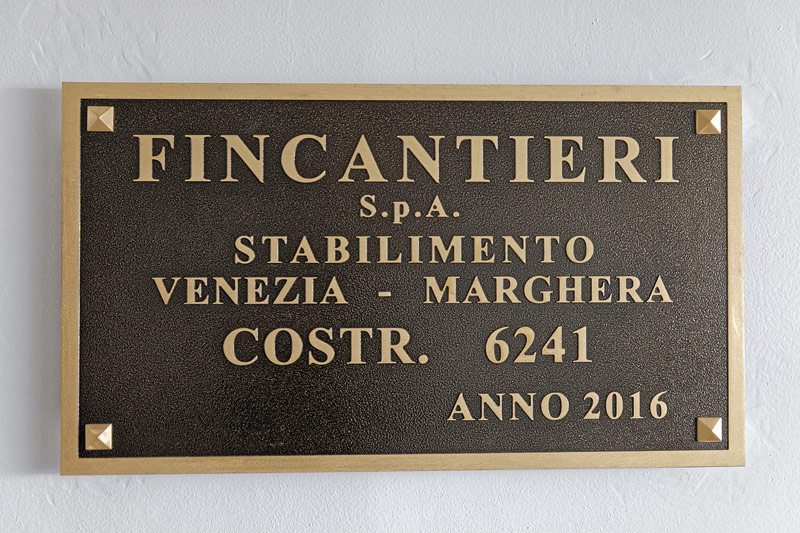 FINCANTIERI
S.p.A.
STABILIMENTO
VENEZIA - MARGHERA
COSTR. 6241
ANNO 2016